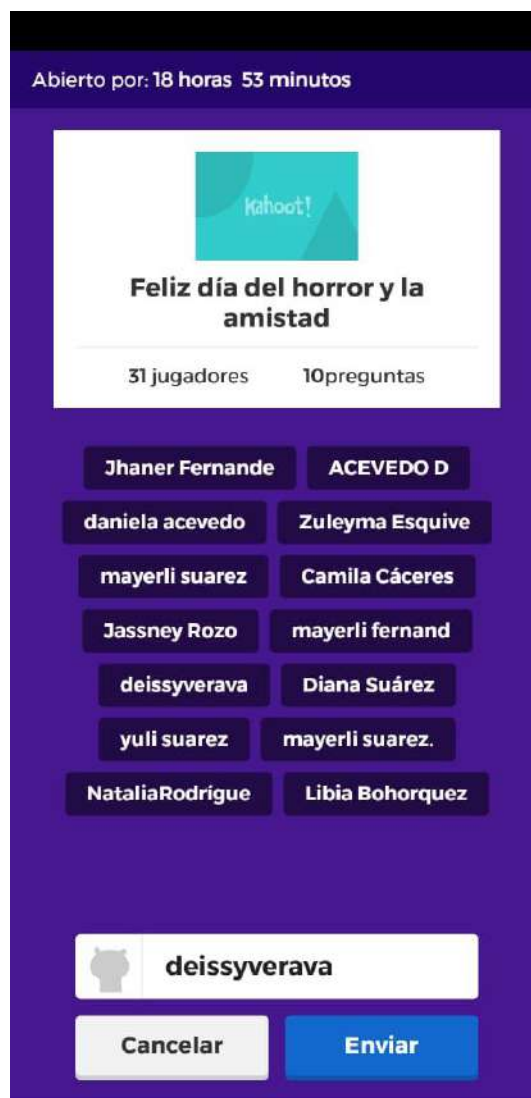 Abierto por: 18 horas 53 minutos
Kahoot!
Feliz día del horror y la
amistad
31 jugadores 10preguntas
Jhaner Fernande ACEVEDO D
daniela acevedo Zuleyma Esquive
mayerli suarez Camila Cáceres
Jassney Rozo mayerli fernand
deissyverava Diana Suárez
yuli suarez mayerli suarez.
NataliaRodrígue Libia Bohorquez
deissyverava
Cancelar Enviar